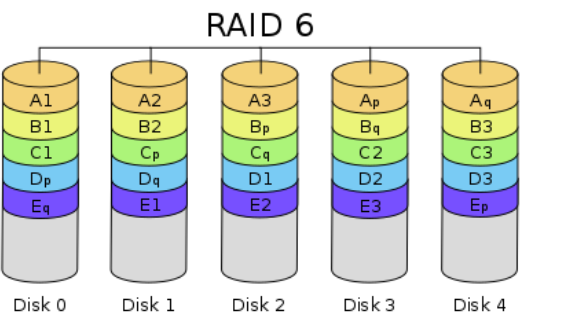 RAID 6
A1 A2 A3 Ap Aq
B1 B2 Bp Bq B3
C1 Cp Cq C2 C3
Dp Dq D1 D2 D3
Eq E1 E2 E3 Ep
Disk 0 Disk 1 Disk 2 Disk 3 Disk 4